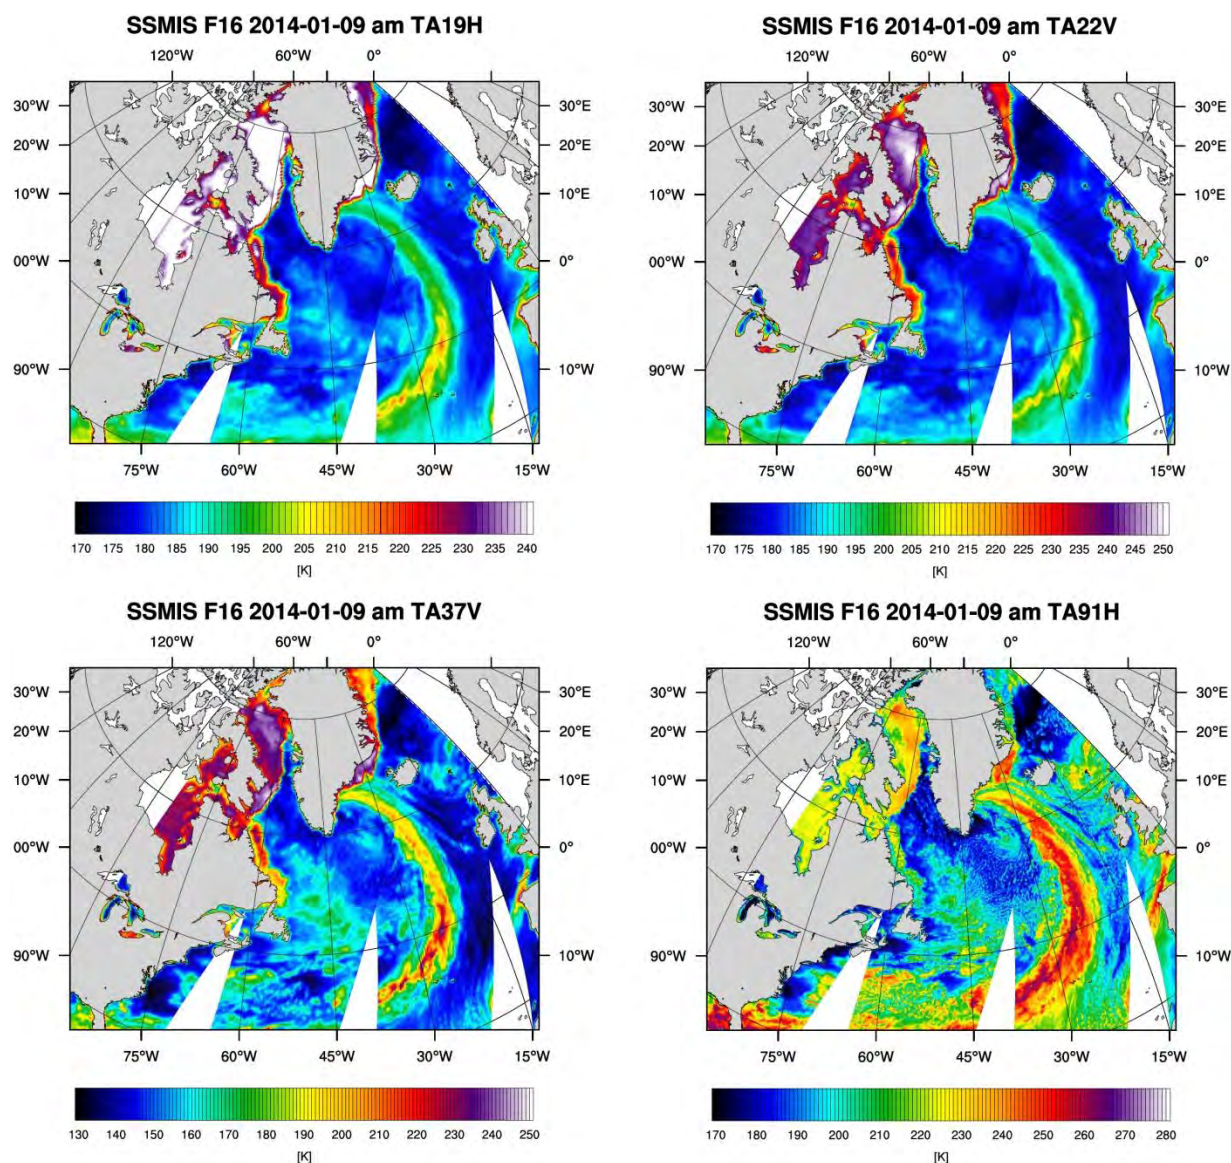 SSMIS F16 2014-01-09 am TA19H
120°W 60°W 0°
30°W 30°E
20°W 20°E
10°W 10°E
00°W 0°
90°W 10°W
75°W 60°W 45°W 30°W 15°W
170 175 180 185 190 195 200 205 210 215 220 225 230 235 240
[K]
SSMIS F16 2014-01-09 am TA22V
120°W 60°W 0°
30°W 30°E
20°W 20°E
10°W 10°E
00°W 0°
90°W 10°W
75°W 60°W 45°W 30°W 15°W
170 175 180 185 190 195 200 205 210 215 220 225 230 235 240 245 250
[K]
SSMIS F16 2014-01-09 am TA37V
120°W 60°W 0°
30°W 30°E
20°W 20°E
10°W 10°E
00°W 0°
90°W 10°W
75°W 60°W 45°W 30°W 15°W
130 140 150 160 170 180 190 200 210 220 230 240 250
[K]
SSMIS F16 2014-01-09 am TA91H
120°W 60°W 0°
30°W 30°E
20°W 20°E
10°W 10°E
00°W 0°
90°W 10°W
75°W 60°W 45°W 30°W 15°W
170 180 190 200 210 220 230 240 250 260 270 280
[K]